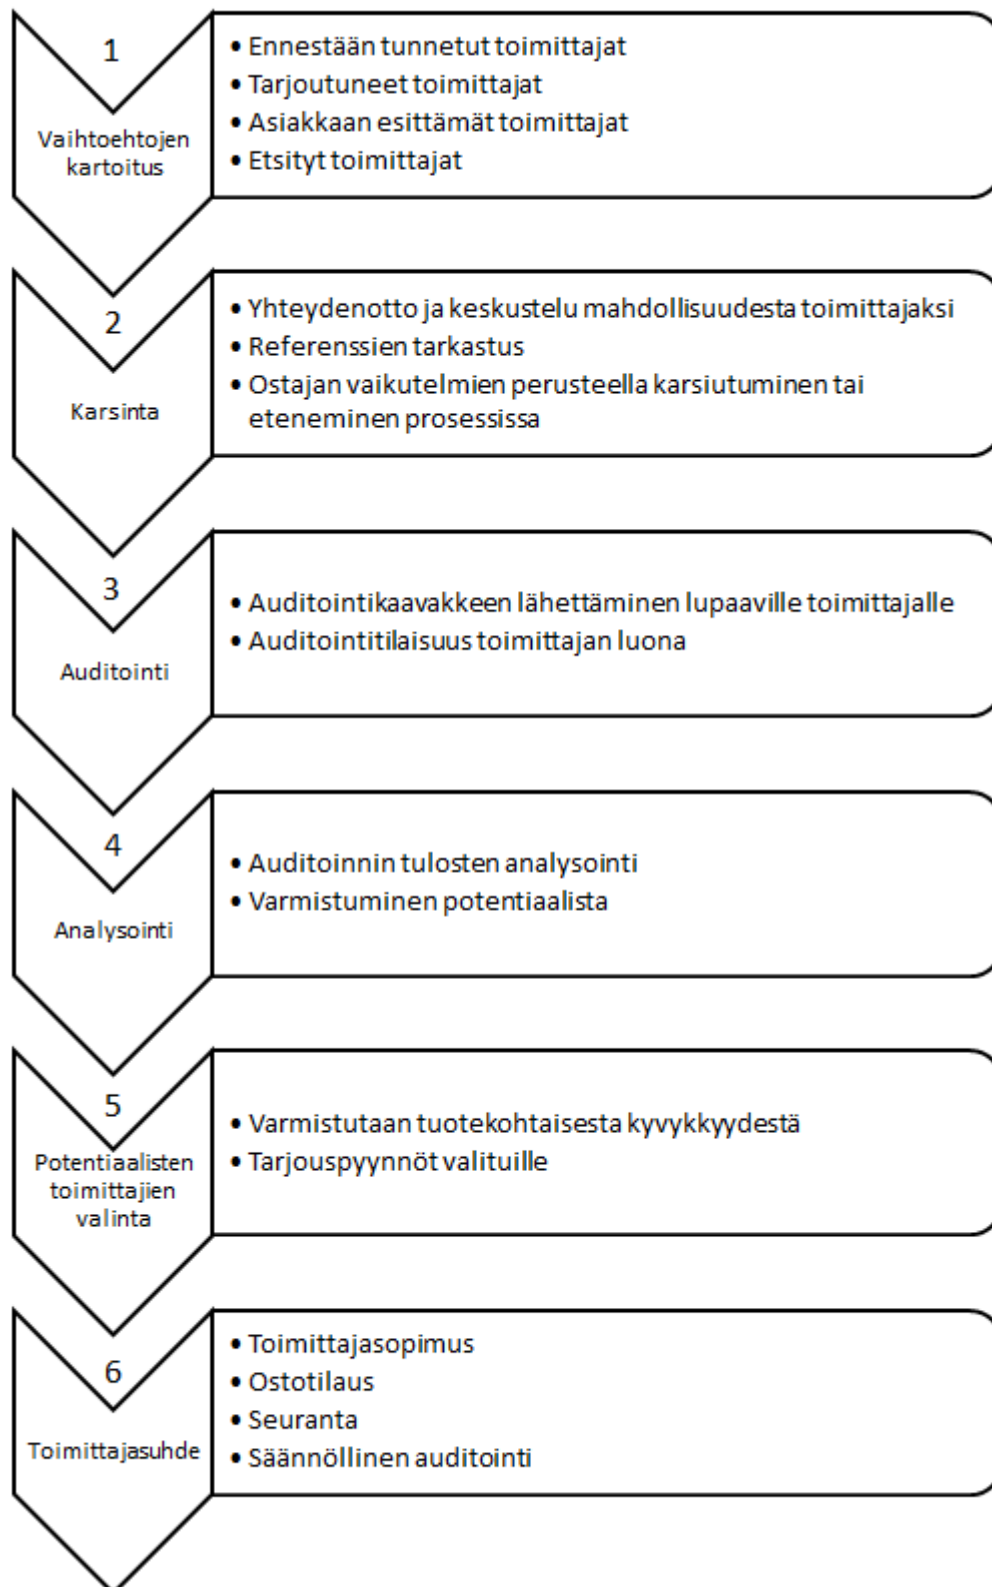 1
Vaihtoehtojen
kartoitus
• Ennestään tunnetut toimittajat
• Tarjoutuneet toimittajat
• Asiakkaan esittämät toimittajat
• Etsityt toimittajat
2
Karsinta
• Yhteydenotto ja keskustelu mahdollisuudesta toimittajaksi
• Referenssien tarkastus
• Ostajan vaikutelmien perusteella karsiutuminen tai
eteneminen prosessissa
3
Auditointi
• Auditointikaavakkeen lähettäminen lupaaville toimittajalle
• Auditointitilaisuus toimittajan luona
4
Analysointi
• Auditoinnin tulosten analysointi
• Varmistuminen potentiaalista
5
Potentiaalisten
toimittajien
valinta
• Varmistutaan tuotekohtaisesta kyvykkyydestä
• Tarjouspyynnöt valituille
6
Toimittajasuhde
• Toimittajasopimus
• Ostotilaus
• Seuranta
• Säännöllinen auditointi